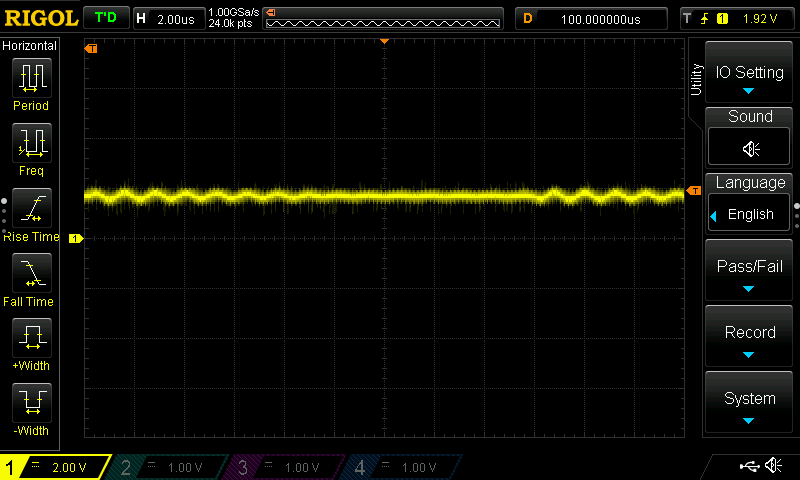 RIGOL T'D H 2.00us 1.00GSa/s D 100.000000us T 1 1.92 V
24.0k pts
Horizontal
Period
Freq
Rise Time
Fall Time
+Width
-Width
T
T
1
Utility
IO Setting
Sound
Language
English
Pass/Fail
Record
System
1 2.00 V 2 1.00 V 3 1.00 V 4 1.00 V